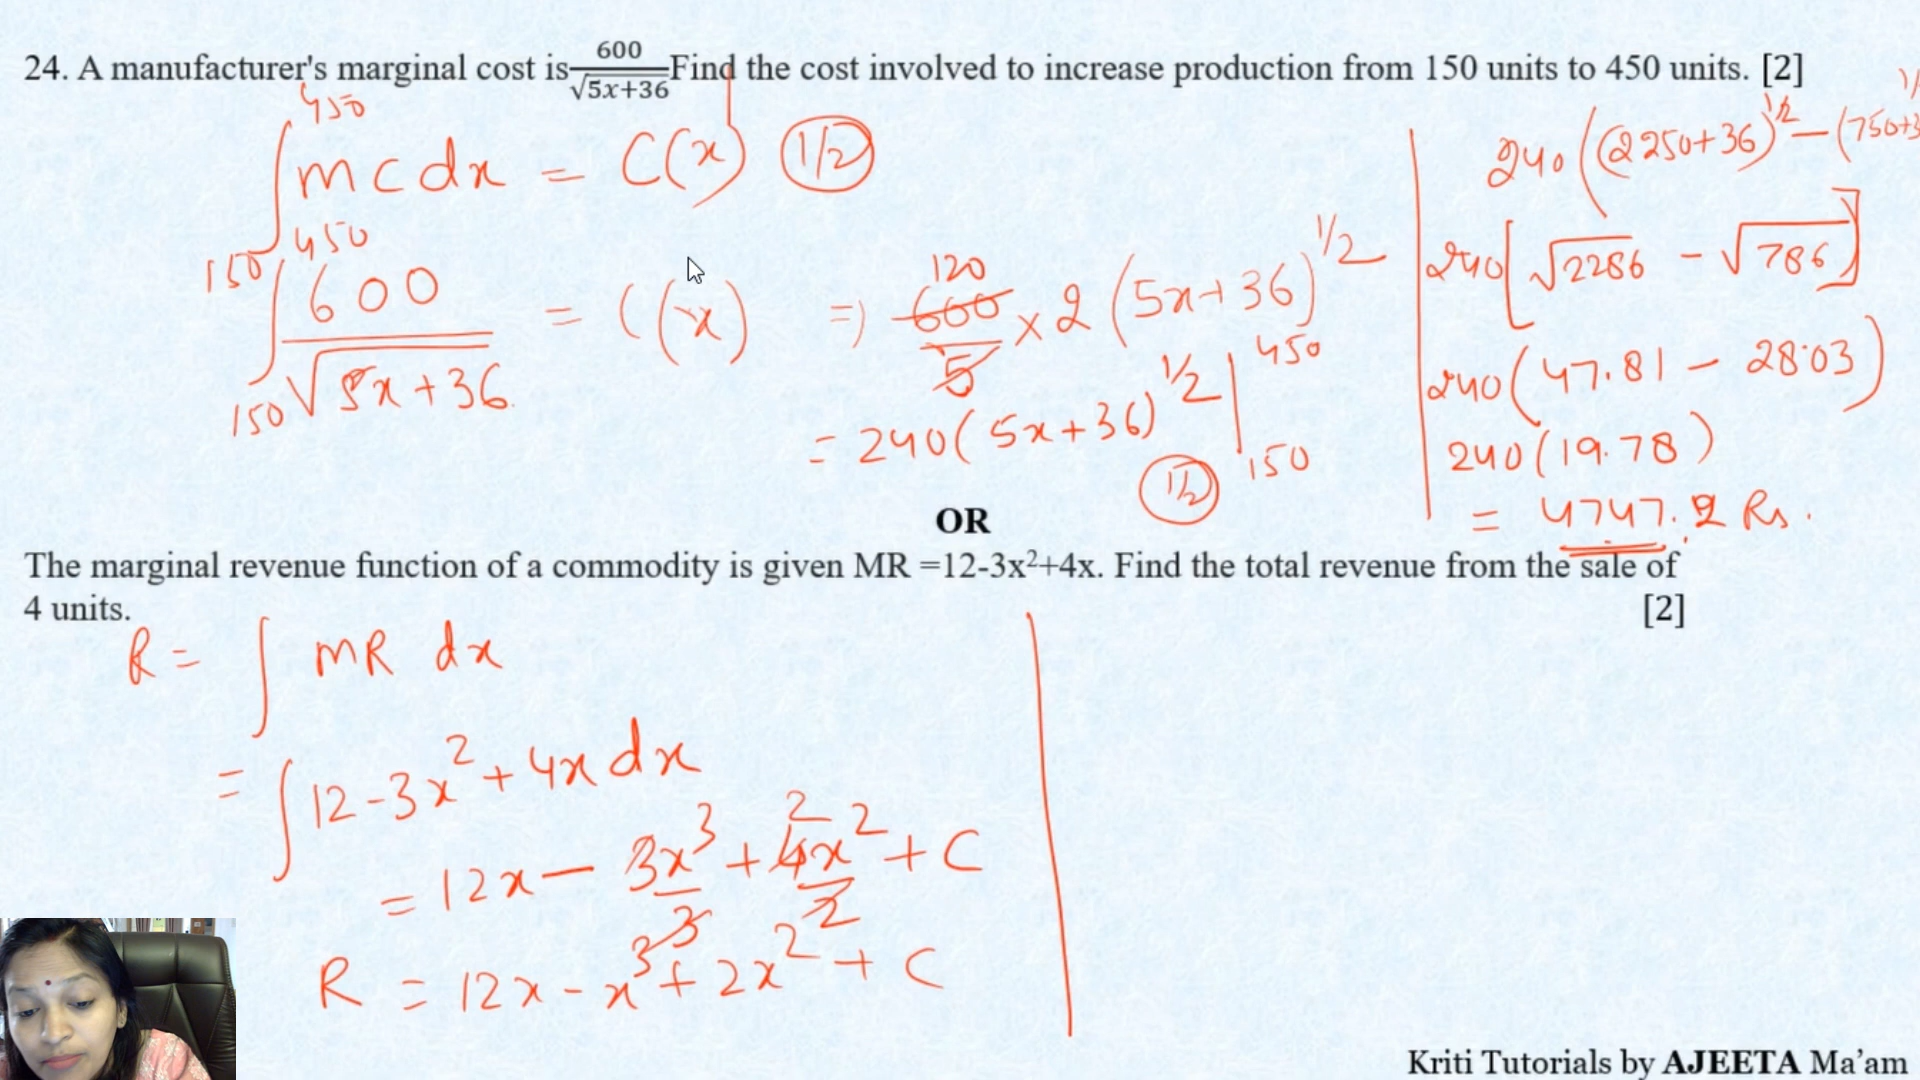 24. A manufacturer's marginal cost is 600/√5x+36 Find the cost involved to increase production from 150 units to 450 units. [2]
∫₁₅₀⁴⁵⁰ mc dx = C(x) 1/2
∫₁₅₀⁴⁵⁰ 600/√5x+36 = C(x) ⇒ 600/5 120 × 2 (5x+36)^1/2
= 240(5x+36)^1/2 |₁₅₀⁴⁵⁰ 1/2
240((2250+36)^1/2 − (750+3
240[√2286 − √786]
240(47.81 − 28.03)
240(19.78)
= 4747.2 Rs.
OR
The marginal revenue function of a commodity is given MR =12-3x²+4x. Find the total revenue from the sale of
4 units. [2]
R = ∫ MR dx
= ∫ 12-3x²+4x dx
= 12x − 3x³/3 + 4x²/2 2 + C
R = 12x - x³ + 2x² + C
Kriti Tutorials by AJEETA Ma’am